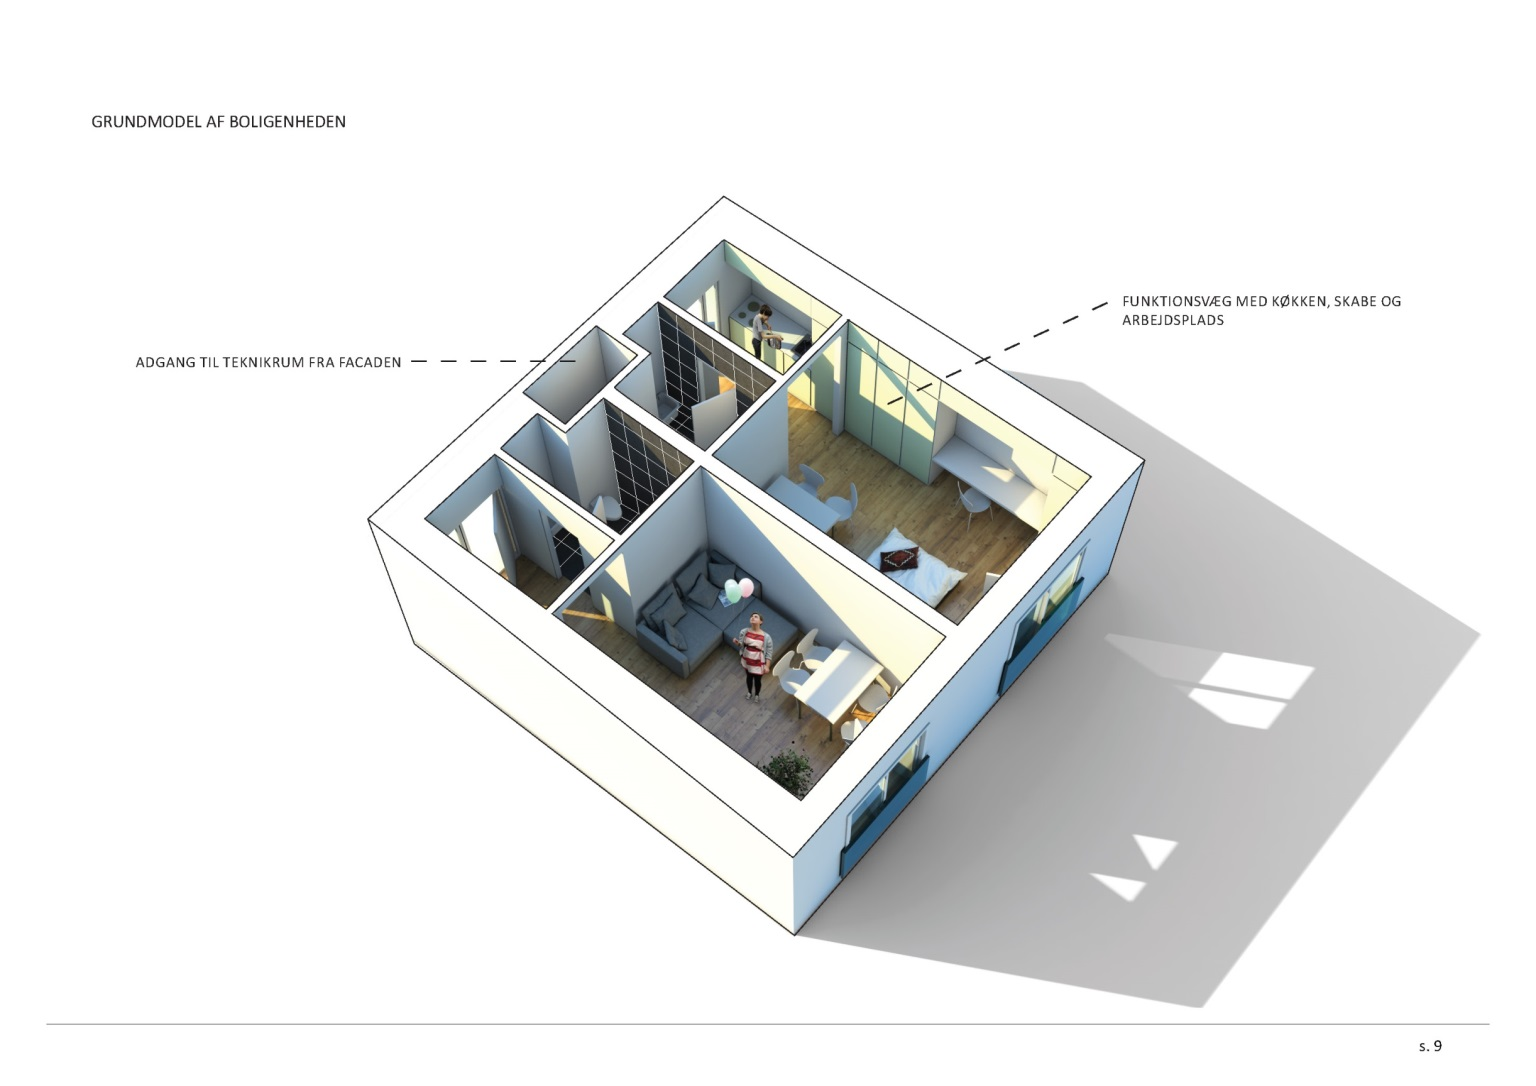 GRUNDMODEL AF BOLIGENHEDEN
FUNKTIONSVÆG MED KØKKEN, SKABE OG
ARBEJDSPLADS
ADGANG TIL TEKNIKRUM FRA FACADEN
s. 9